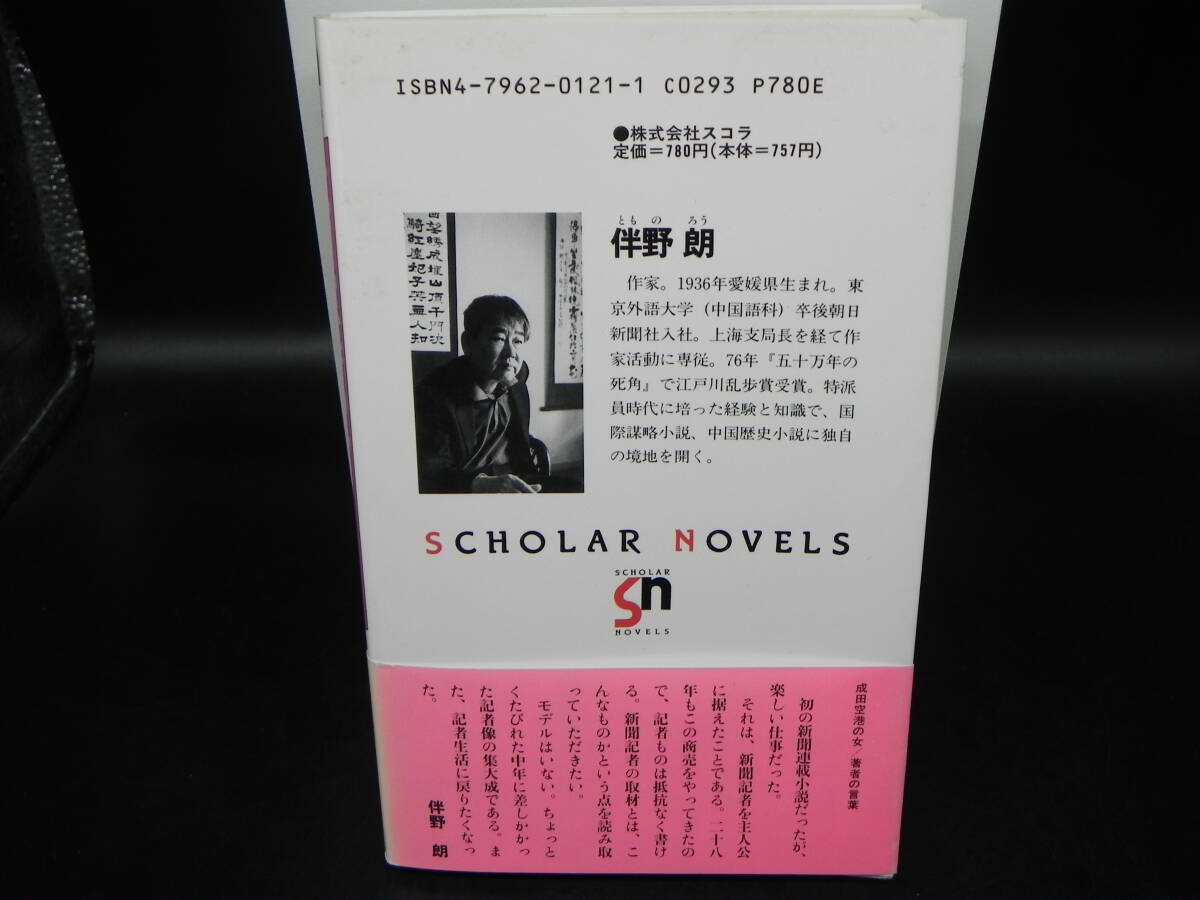 ISBN4-7962-0121-1 C0293 P780E
●株式会社スコラ
定価=780円(本体=757円)
とものろう
伴野 朗
作家。1936年愛媛県生まれ。東
京外語大学(中国語科)卒後朝日
新聞社入社。上海支局長を経て作
家活動に専従。76年『五十万年の
死角』で江戸川乱歩賞受賞。特派
員時代に培った経験と知識で、国
際謀略小説、中国歴史小説に独自
の境地を開く。
SCHOLAR NOVELS
SCHOLAR
sn
NOVELS
成田空港の女/著者の言葉
初の新聞連載小説だったが、
楽しい仕事だった。
それは、新聞記者を主人公
に据えたことである。二十八
年もこの商売をやってきたの
で、記者ものは抵抗なく書け
る。新聞記者の取材とは、こ
んなものかという点を読み取
っていただきたい。
モデルはいない。ちょっと
くたびれた中年に差しかかっ
た記者像の集大成である。ま
た、記者生活に戻りたくなっ
た。
伴野 朗